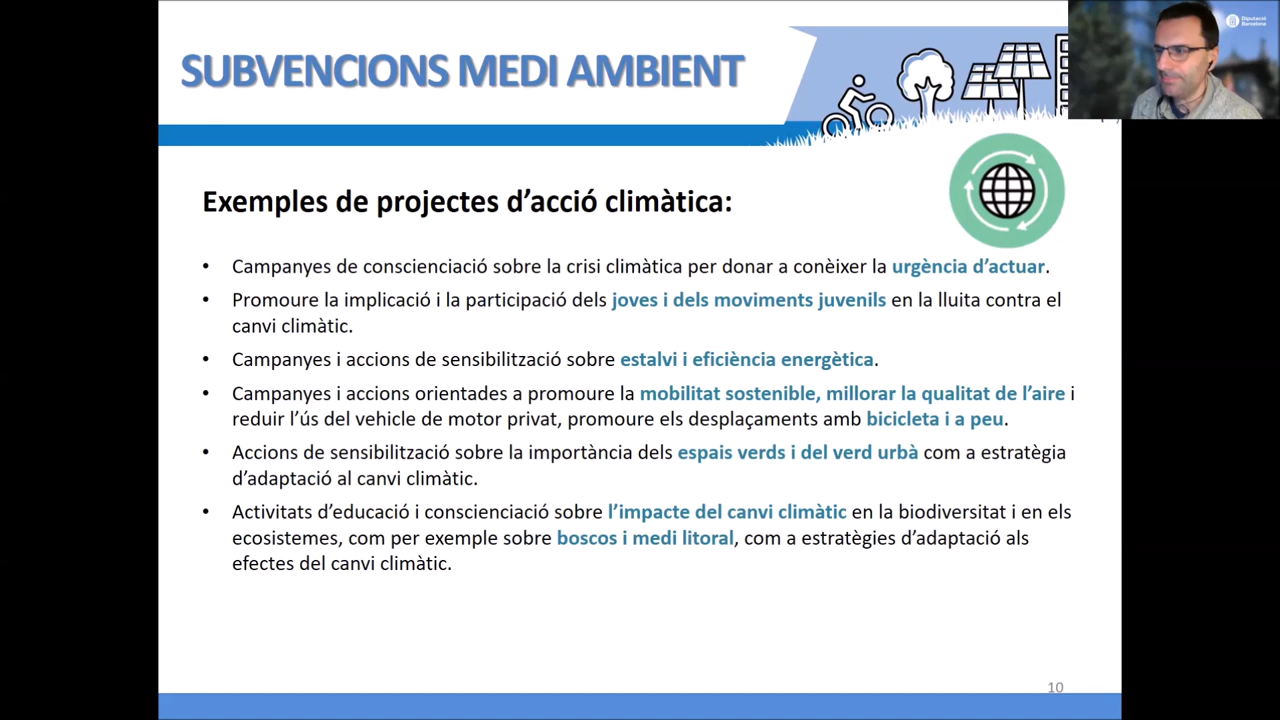 SUBVENCIONS MEDI AMBIENT
Diputació
Barcelona
Exemples de projectes d'acció climàtica:
• Campanyes de conscienciació sobre la crisi climàtica per donar a conèixer la urgència d'actuar.
• Promoure la implicació i la participació dels joves i dels moviments juvenils en la lluita contra el
canvi climàtic.
• Campanyes i accions de sensibilització sobre estalvi i eficiència energètica.
• Campanyes i accions orientades a promoure la mobilitat sostenible, millorar la qualitat de l'aire i
reduir l'ús del vehicle de motor privat, promoure els desplaçaments amb bicicleta i a peu.
• Accions de sensibilització sobre la importància dels espais verds i del verd urbà com a estratègia
d'adaptació al canvi climàtic.
• Activitats d'educació i conscienciació sobre l'impacte del canvi climàtic en la biodiversitat i en els
ecosistemes, com per exemple sobre boscos i medi litoral, com a estratègies d'adaptació als
efectes del canvi climàtic.
10